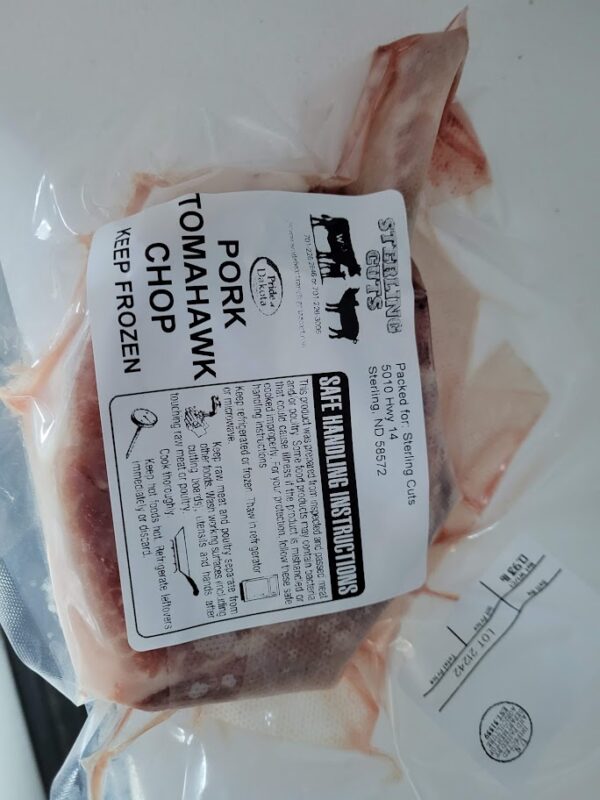 STERLING
CUTS
Packed for: Sterling Cuts
5010 Hwy 14
Sterling, ND 58572
Pride of
Dakota
PORK
TOMAHAWK
CHOP
KEEP FROZEN
SAFE HANDLING INSTRUCTIONS
This product was prepared from inspected and passed meat
and/or poultry. Some food products may contain bacteria
that could cause illness if the product is mishandled or
cooked improperly. For your protection, follow these safe
handling instructions.
Keep refrigerated or frozen. Thaw in refrigerator
or microwave.
Keep raw meat and poultry separate from
other foods. Wash working surfaces (including
cutting boards), utensils and hands after
touching raw meat or poultry.
Cook thoroughly.
Keep hot foods hot. Refrigerate leftovers
immediately or discard.
LOT 21242